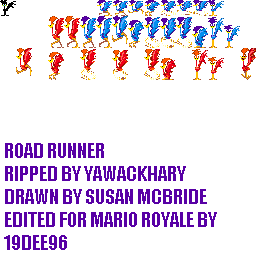 ROAD RUNNER
RIPPED BY YAWACKHARY
DRAWN BY SUSAN MCBRIDE
EDITED FOR MARIO ROYALE BY
19DEE96